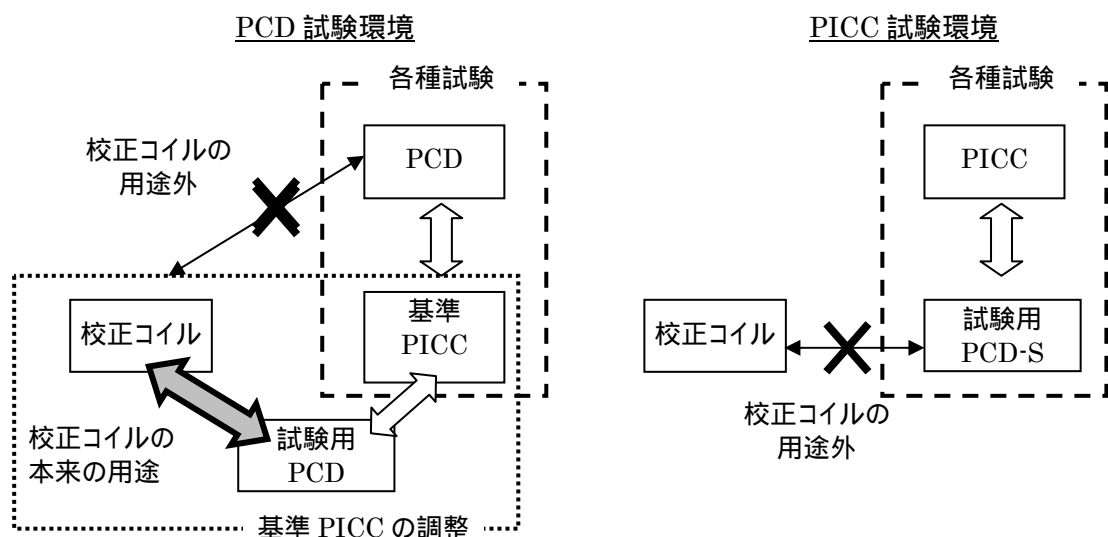 PCD 試験環境
各種試験
校正コイルの
用途外
PCD
校正コイル
基準
PICC
校正コイルの
本来の用途
試験用
PCD
基準 PICC の調整
PICC 試験環境
各種試験
PICC
校正コイル
試験用
PCD-S
校正コイルの
用途外